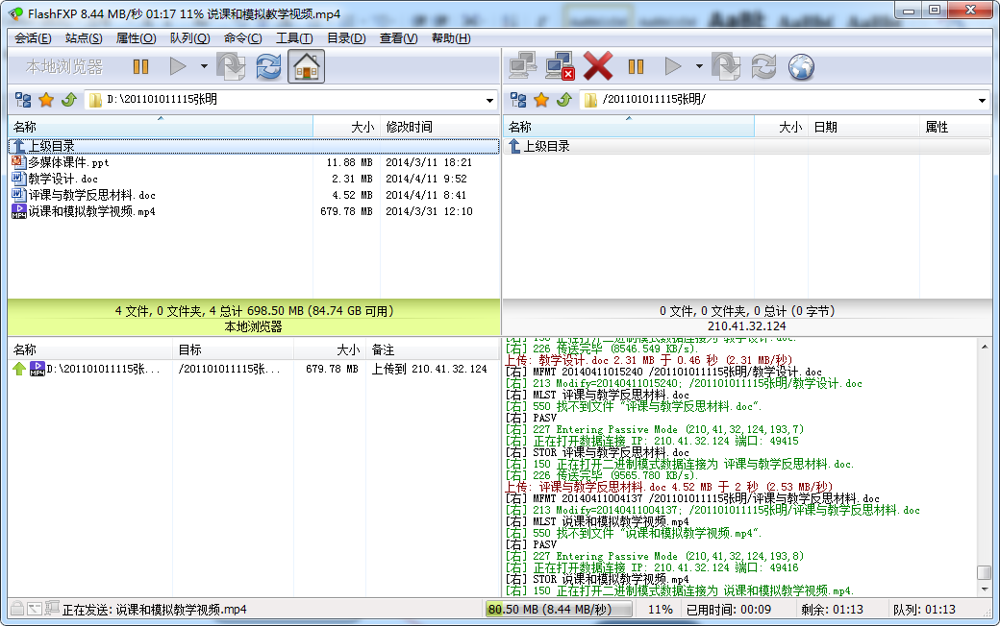 FlashFXP 8.44 MB/秒 01:17 11% 说课和模拟教学视频.mp4
会话(E) 站点(S) 属性(O) 队列(Q) 命令(C) 工具(T) 目录(D) 查看(V) 帮助(H)
本地浏览器
D:\201101011115张明
名称 大小 修改时间
上级目录
多媒体课件.ppt 11.88 MB 2014/3/11 18:21
教学设计.doc 2.31 MB 2014/4/11 9:52
评课与教学反思材料.doc 4.52 MB 2014/4/11 8:41
说课和模拟教学视频.mp4 679.78 MB 2014/3/31 12:10
4 文件, 0 文件夹, 4 总计 698.50 MB (84.74 GB 可用)
本地浏览器
/201101011115张明/
名称 大小 日期 属性
上级目录
0 文件, 0 文件夹, 0 总计 (0 字节)
210.41.32.124
名称 目标 大小 备注
D:\201101011115张... /201101011115张... 679.78 MB 上传到 210.41.32.124
[右] 150 正在打开二进制模式数据连接为 教学设计.doc.
[右] 226 传送完毕 (8546.549 KB/s).
上传: 教学设计.doc 2.31 MB 于 0.46 秒 (2.31 MB/秒)
[右] MFMT 20140411015240 /201101011115张明/教学设计.doc
[右] 213 Modify=20140411015240; /201101011115张明/教学设计.doc
[右] MLST 评课与教学反思材料.doc
[右] 550 找不到文件 "评课与教学反思材料.doc".
[右] PASV
[右] 227 Entering Passive Mode (210,41,32,124,193,7)
[右] 正在打开数据连接 IP: 210.41.32.124 端口: 49415
[右] STOR 评课与教学反思材料.doc
[右] 150 正在打开二进制模式数据连接为 评课与教学反思材料.doc.
[右] 226 传送完毕 (9565.780 KB/s).
上传: 评课与教学反思材料.doc 4.52 MB 于 2 秒 (2.53 MB/秒)
[右] MFMT 20140411004137 /201101011115张明/评课与教学反思材料.doc
[右] 213 Modify=20140411004137; /201101011115张明/评课与教学反思材料.doc
[右] MLST 说课和模拟教学视频.mp4
[右] 550 找不到文件 "说课和模拟教学视频.mp4".
[右] PASV
[右] 227 Entering Passive Mode (210,41,32,124,193,8)
[右] 正在打开数据连接 IP: 210.41.32.124 端口: 49416
[右] STOR 说课和模拟教学视频.mp4
[右] 150 正在打开二进制模式数据连接为 说课和模拟教学视频.mp4.
正在发送: 说课和模拟教学视频.mp4 80.50 MB (8.44 MB/秒) 11% 已用时间: 00:09 剩余: 01:13 队列: 01:13